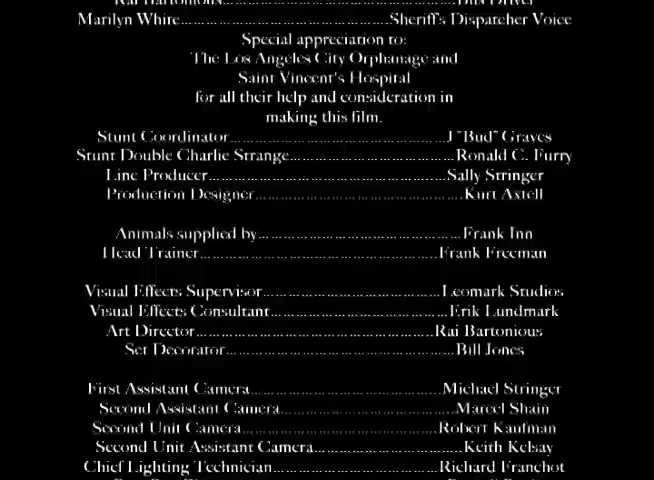 Rai Bartonious...........................................Bus Driver
Marilyn White.......................................Sheriff's Dispatcher Voice
Special appreciation to:
The Los Angeles City Orphanage and
Saint Vincent's Hospital
for all their help and consideration in
making this film.
Stunt Coordinator.........................................J "Bud" Graves
Stunt Double Charlie Strange...............................Ronald C. Furry
Line Producer.............................................Sally Stringer
Production Designer.......................................Kurt Axtell
Animals supplied by.......................................Frank Inn
Head Trainer.............................................Frank Freeman
Visual Effects Supervisor.................................Leomark Studios
Visual Effects Consultant.................................Erik Lundmark
Art Director.............................................Rai Bartonious
Set Decorator...........................................Bill Jones
First Assistant Camera....................................Michael Stringer
Second Assistant Camera.................................Marcel Shain
Second Unit Camera.....................................Robert Kaufman
Second Unit Assistant Camera............................Keith Kelsay
Chief Lighting Technician................................Richard Franchot